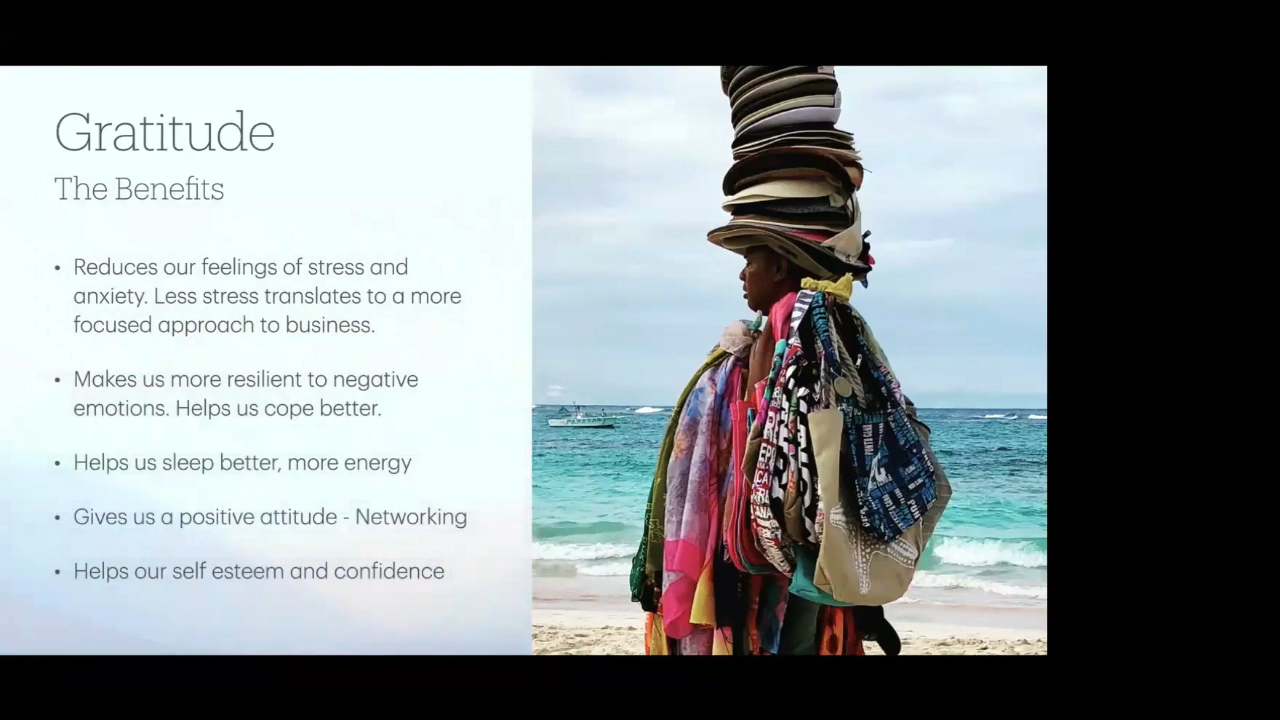 Gratitude
The Benefits
• Reduces our feelings of stress and
anxiety. Less stress translates to a more
focused approach to business.
• Makes us more resilient to negative
emotions. Helps us cope better.
• Helps us sleep better, more energy
• Gives us a positive attitude - Networking
• Helps our self esteem and confidence